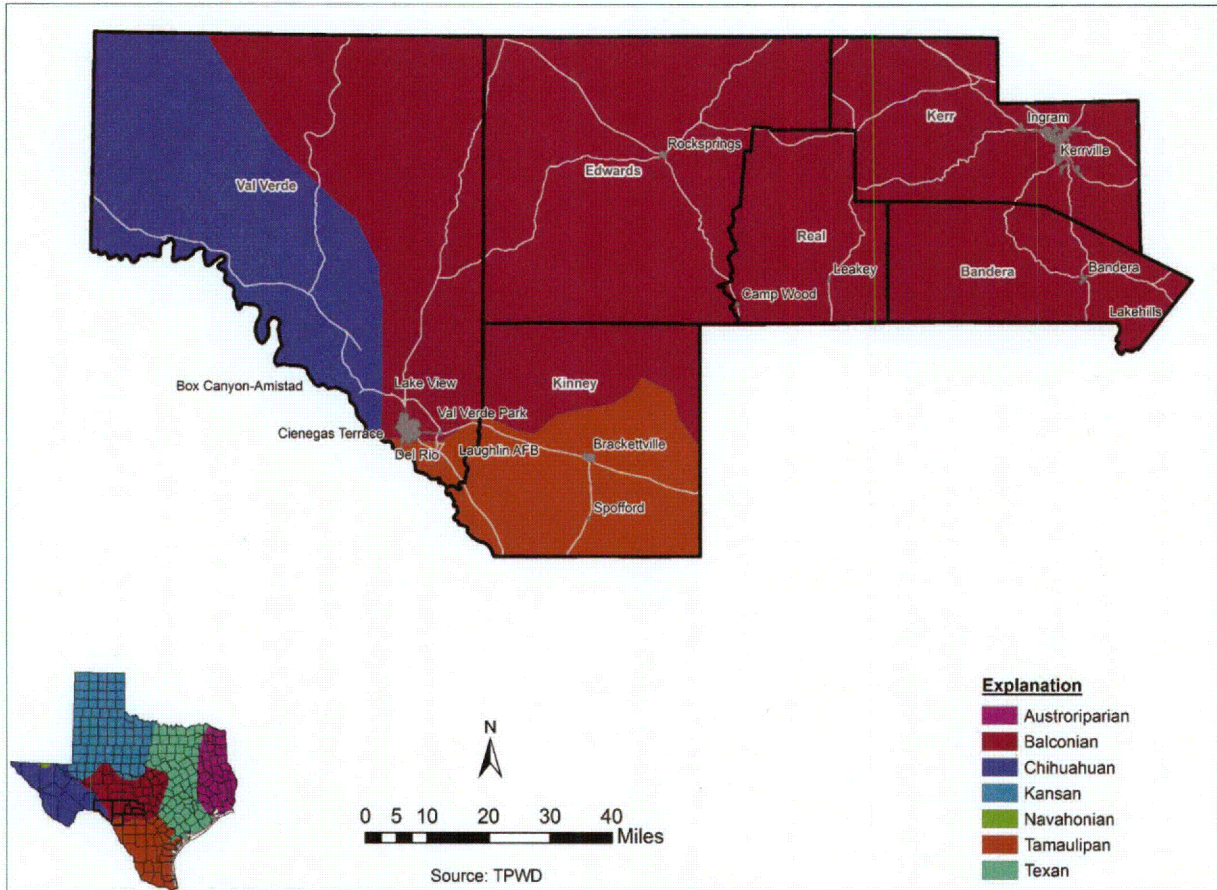 Kerr
Ingram
Kerrville
Rocksprings
Edwards
Val Verde
Real
Leakey
Bandera
Bandera
Camp Wood
Lakehills
Box Canyon-Amistad
Lake View
Kinney
Val Verde Park
Cienegas Terrace
Del Rio
Laughlin AFB
Brackettville
Spofford
N
0 5 10 20 30 40
Miles
Source: TPWD
Explanation
Austroriparian
Balconian
Chihuahuan
Kansan
Navahonian
Tamaulipan
Texan